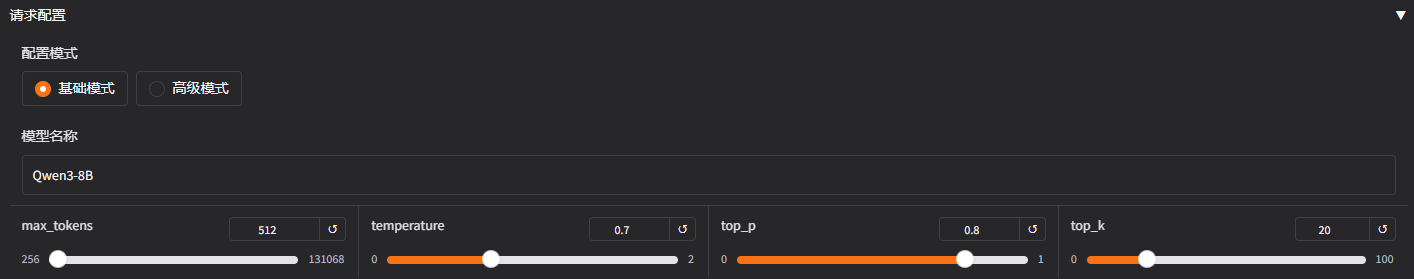 请求配置 ▼
配置模式
基础模式 高级模式
模型名称
Qwen3-8B
max_tokens 512 ↺ temperature 0.7 ↺ top_p 0.8 ↺ top_k 20 ↺
256 131068 0 2 0 1 0 100